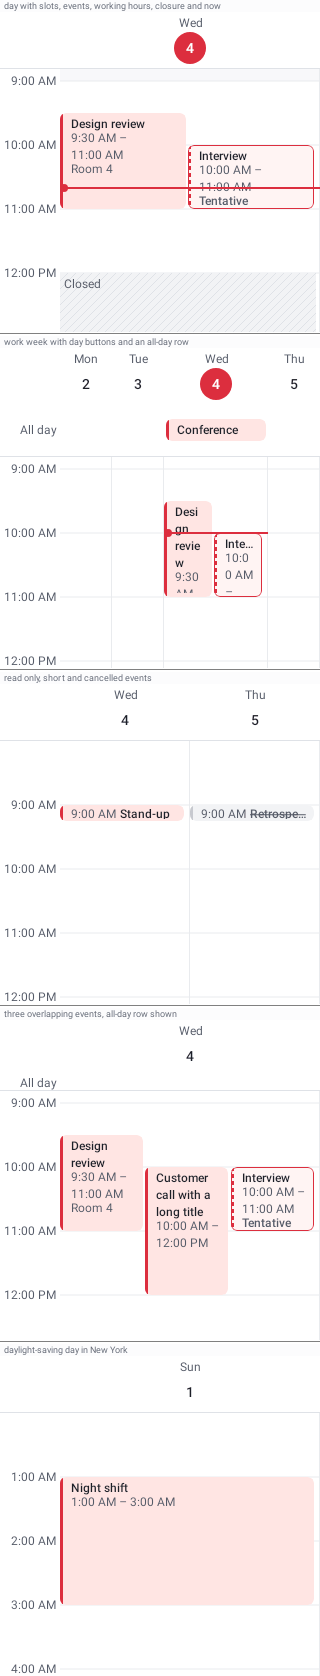 day with slots, events, working hours, closure and now
Wed
4
9:00 AM
Design review
9:30 AM –
11:00 AM
Room 4
10:00 AM
Interview
10:00 AM –
11:00 AM
Tentative
11:00 AM
12:00 PM
Closed
work week with day buttons and an all-day row
Mon Tue Wed Thu
2 3 4 5
All day
Conference
9:00 AM
Desi
gn
revie
w
9:30
10:00 AM
Inte...
10:0
0 AM
–
11:00 AM
12:00 PM
read only, short and cancelled events
Wed Thu
4 5
9:00 AM
9:00 AM Stand-up
9:00 AM Retrospe...
10:00 AM
11:00 AM
12:00 PM
three overlapping events, all-day row shown
Wed
4
All day
9:00 AM
Design
review
9:30 AM –
11:00 AM
Room 4
10:00 AM
Customer
call with a
long title
10:00 AM –
12:00 PM
Interview
10:00 AM –
11:00 AM
Tentative
11:00 AM
12:00 PM
daylight-saving day in New York
Sun
1
1:00 AM
Night shift
1:00 AM – 3:00 AM
2:00 AM
3:00 AM
4:00 AM